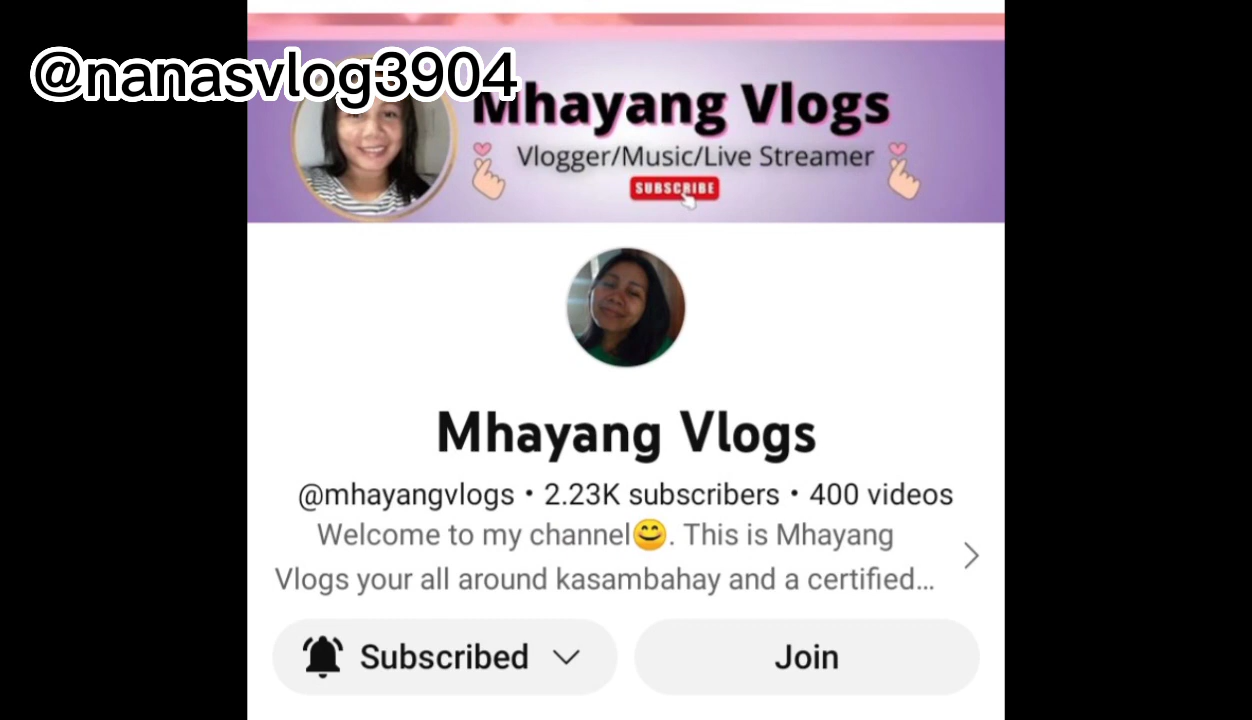 @nanasvlog3904
Mhayang Vlogs
Vlogger/Music/Live Streamer
SUBSCRIBE
Mhayang Vlogs
@mhayangvlogs • 2.23K subscribers • 400 videos
Welcome to my channel😊. This is Mhayang
Vlogs your all around kasambahay and a certified...
Subscribed
Join